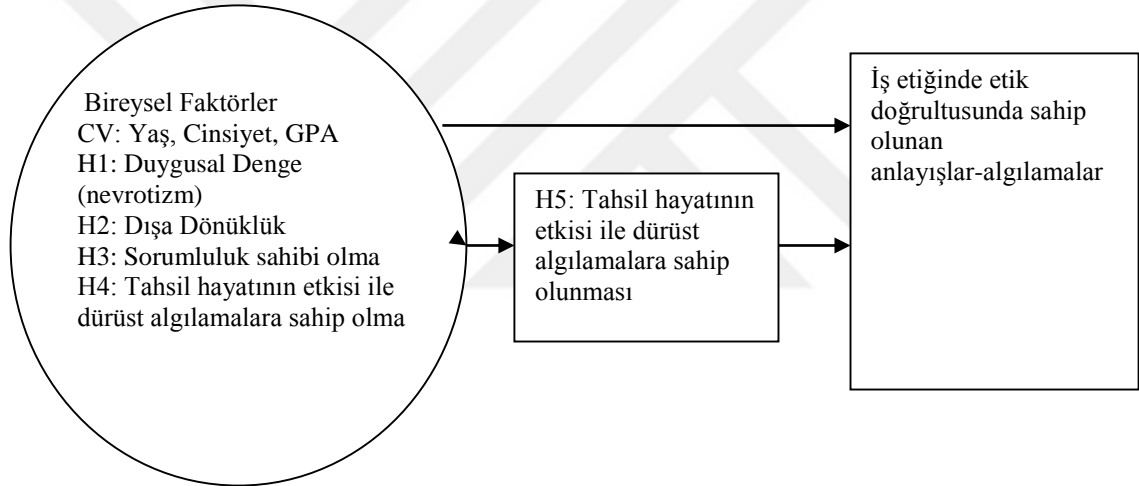 Bireysel Faktörler
CV: Yaş, Cinsiyet, GPA
H1: Duygusal Denge
(nevrotizm)
H2: Dışa Dönüklük
H3: Sorumluluk sahibi olma
H4: Tahsil hayatının etkisi ile
dürüst algılamalara sahip olma
H5: Tahsil hayatının
etkisi ile dürüst
algılamalara sahip
olunması
İş etiğinde etik
doğrultusunda sahip
olunan
anlayışlar-algılamalar